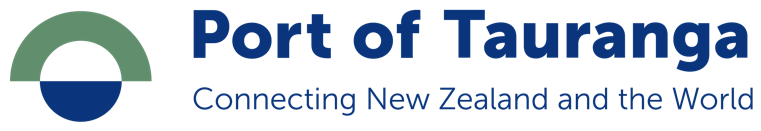 Port of Tauranga
Connecting New Zealand and the World